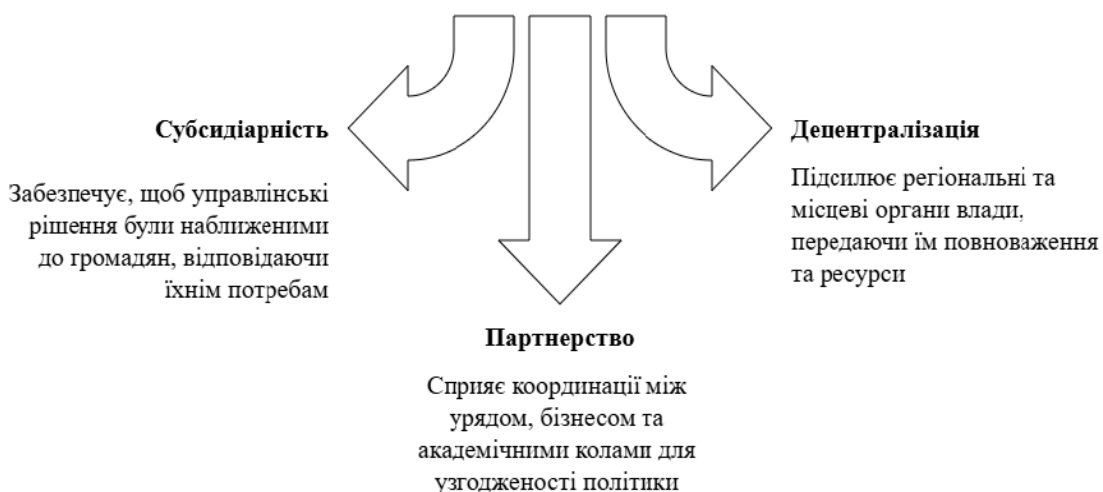 Субсидіарність
Забезпечує, щоб управлінські
рішення були наближеними
до громадян, відповідаючи
їхнім потребам
Партнерство
Сприяє координації між
урядом, бізнесом та
академічними колами для
узгодженості політики
Децентралізація
Підсилює регіональні та
місцеві органи влади,
передаючи їм повноваження
та ресурси